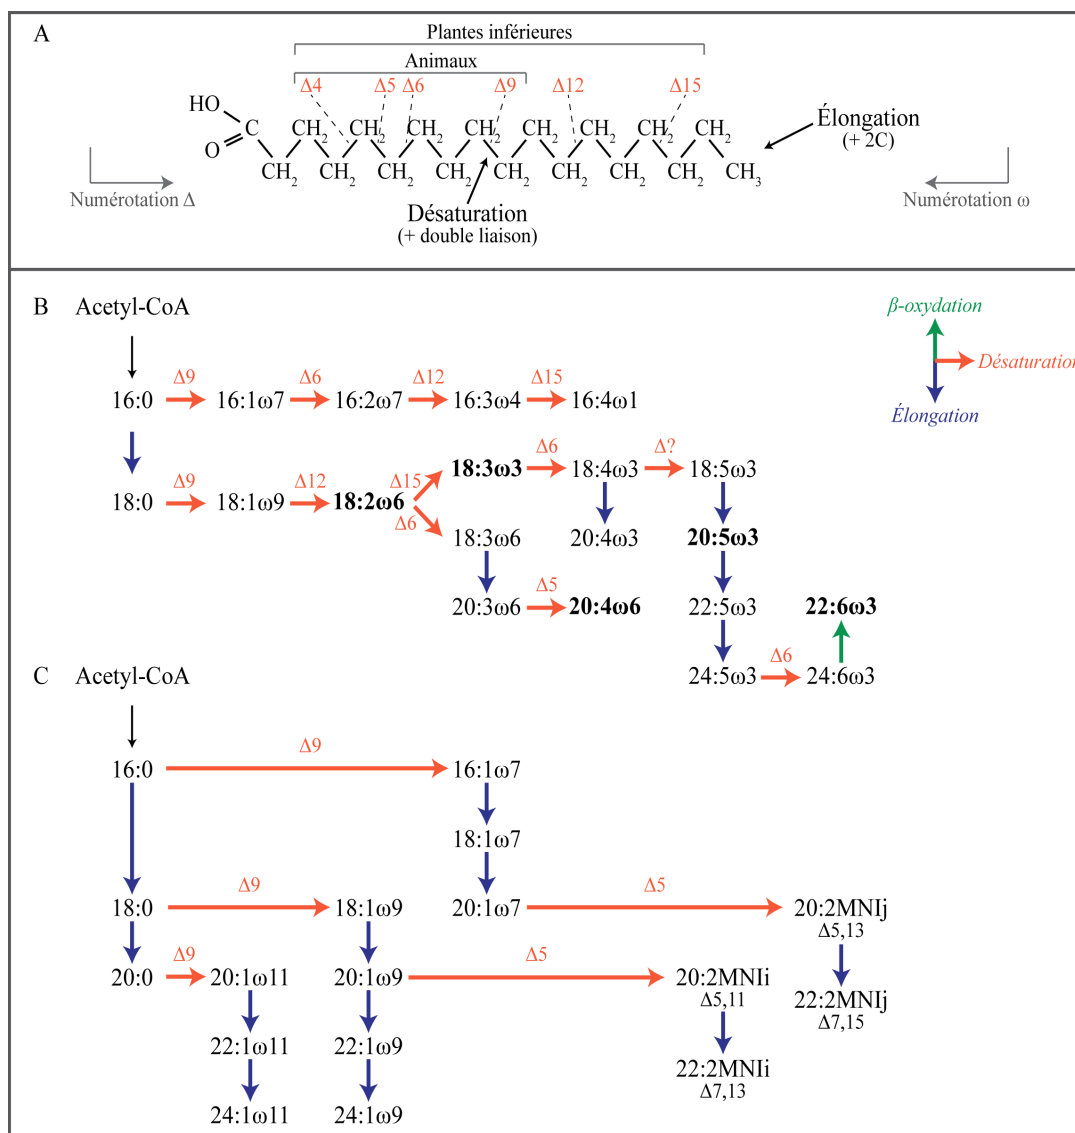 A
Plantes inférieures
Animaux
Δ4 Δ5 Δ6 Δ9 Δ12 Δ15
HO
C CH2 CH2 CH2 CH2 CH2 CH2 CH2 CH2
O
CH2 CH2 CH2 CH2 CH2 CH2 CH2 CH2 CH3
Élongation
(+ 2C)
Numérotation Δ
Numérotation ω
Désaturation
(+ double liaison)
B
Acetyl-CoA
β-oxydation
Désaturation
Élongation
Δ9 Δ6 Δ12 Δ15
16:0 16:1ω7 16:2ω7 16:3ω4 16:4ω1
Δ6 Δ?
18:3ω3 18:4ω3 18:5ω3
Δ9 Δ12 Δ15
18:0 18:1ω9 18:2ω6
Δ6
18:3ω6 20:4ω3 20:5ω3
Δ5
20:3ω6 20:4ω6 22:5ω3 22:6ω3
Δ6
24:5ω3 24:6ω3
C
Acetyl-CoA
Δ9
16:0 16:1ω7
18:1ω7
Δ9 Δ5
18:0 18:1ω9 20:1ω7 20:2MNIj
Δ5,13
Δ9 Δ5
20:0 20:1ω11 20:1ω9 20:2MNIi
Δ5,11
22:2MNIj
Δ7,15
22:1ω11 22:1ω9
22:2MNIi
Δ7,13
24:1ω11 24:1ω9